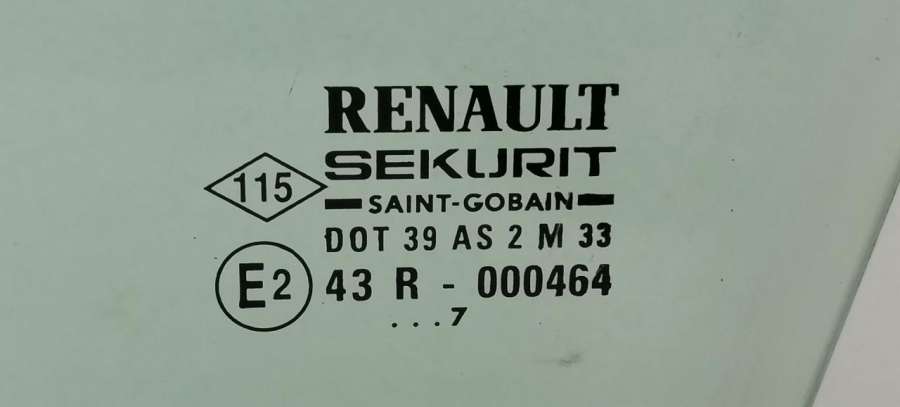 RENAULT
SEKURIT
115
SAINT-GOBAIN
DOT 39 AS 2 M 33
E2 43 R - 000464
...7